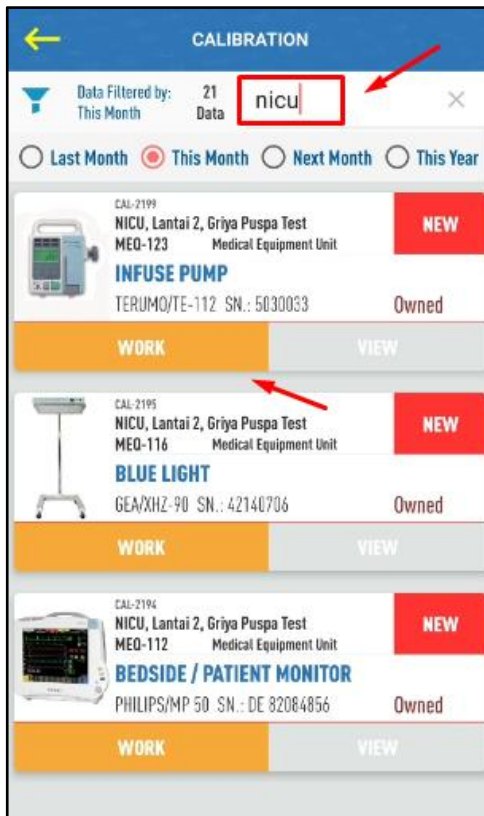 CALIBRATION
Data Filtered by: 21 nicu
This Month Data
Last Month This Month Next Month This Year
CAL-2199
NICU, Lantai 2, Griya Puspa Test NEW
MEQ-123 Medical Equipment Unit
INFUSE PUMP
TERUMO/TE-112 SN.: 5030033 Owned
WORK VIEW
CAL-2195
NICU, Lantai 2, Griya Puspa Test NEW
MEQ-116 Medical Equipment Unit
BLUE LIGHT
GEA/XHZ-90 SN.: 42140706 Owned
WORK VIEW
CAL-2194
NICU, Lantai 2, Griya Puspa Test NEW
MEQ-112 Medical Equipment Unit
BEDSIDE / PATIENT MONITOR
PHILIPS/MP 50 SN.: DE 82084856 Owned
WORK VIEW